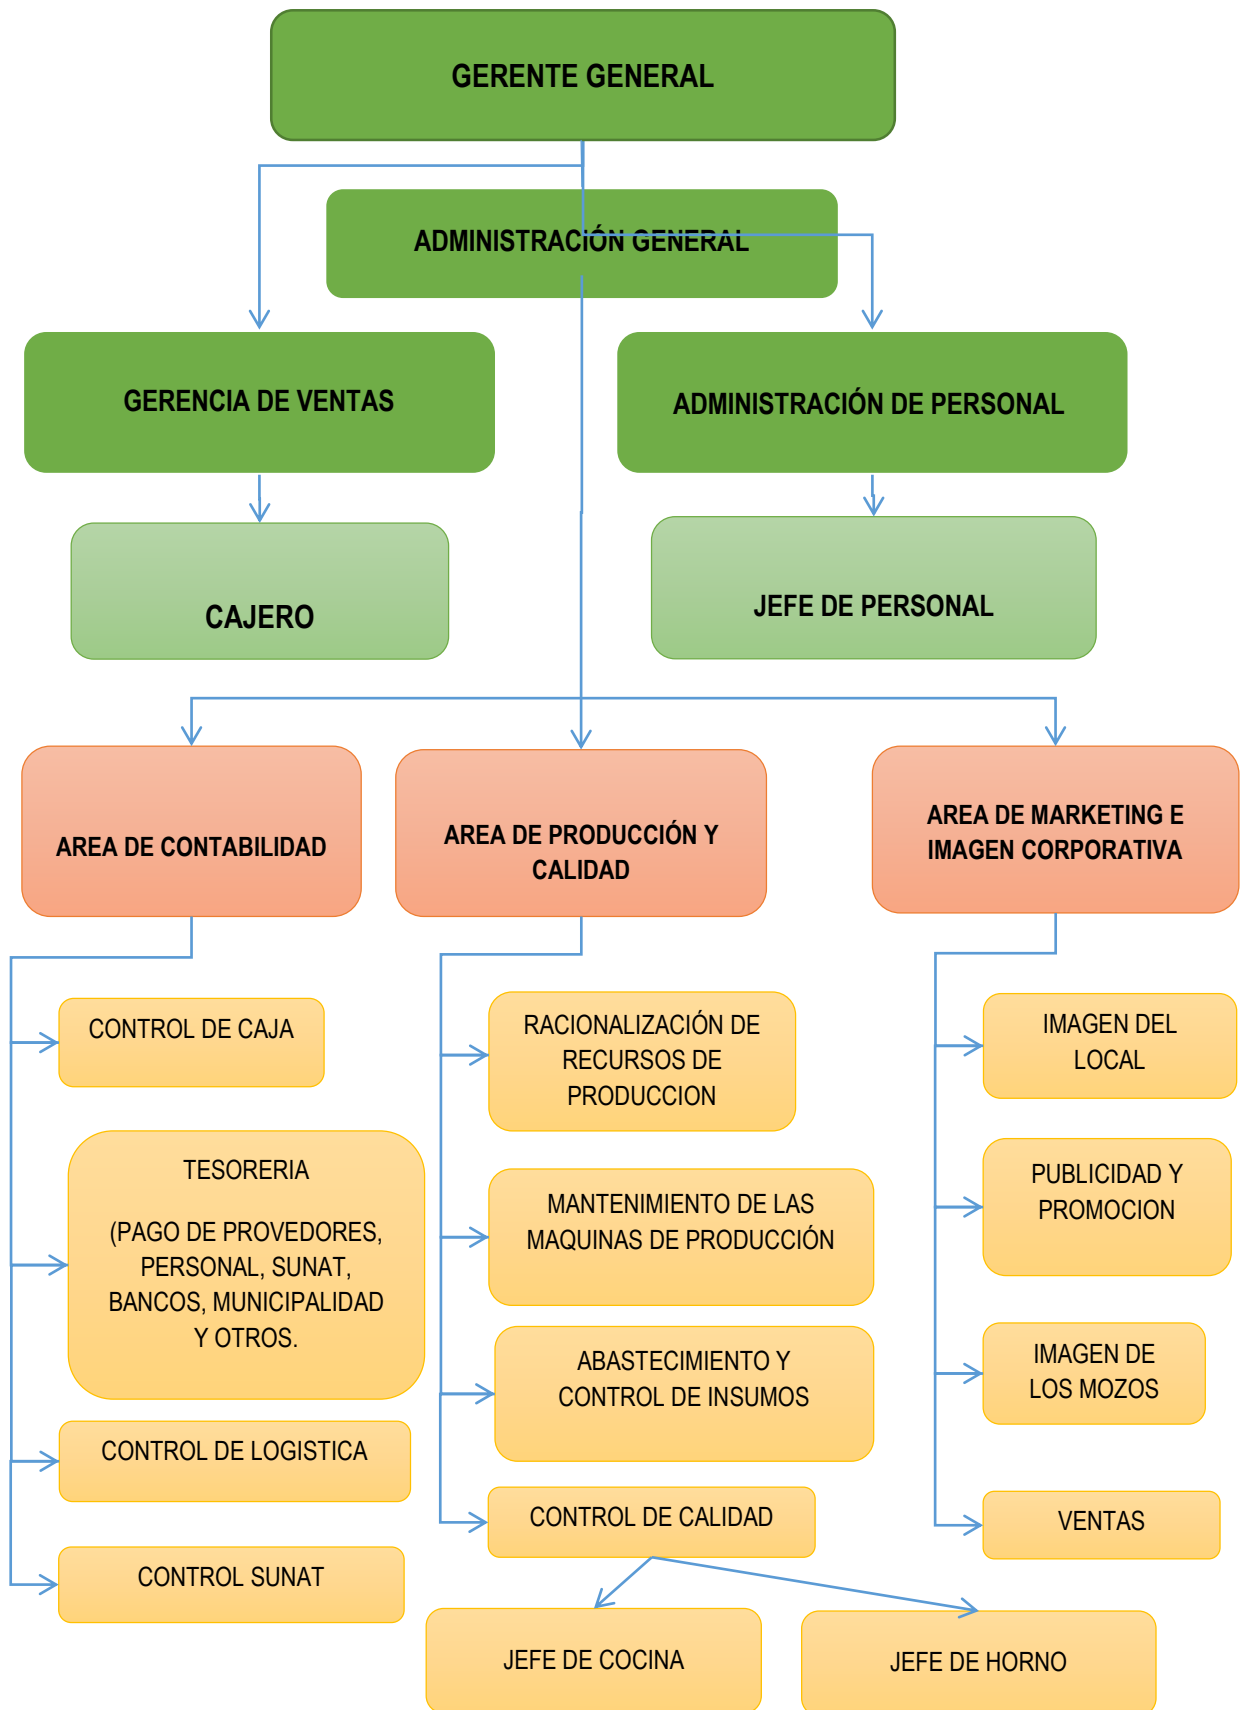 GERENTE GENERAL
ADMINISTRACIÓN GENERAL
GERENCIA DE VENTAS
ADMINISTRACIÓN DE PERSONAL
CAJERO
JEFE DE PERSONAL
AREA DE CONTABILIDAD
AREA DE PRODUCCIÓN Y
CALIDAD
AREA DE MARKETING E
IMAGEN CORPORATIVA
CONTROL DE CAJA
TESORERIA
(PAGO DE PROVEDORES,
PERSONAL, SUNAT,
BANCOS, MUNICIPALIDAD
Y OTROS.
CONTROL DE LOGISTICA
CONTROL SUNAT
RACIONALIZACIÓN DE
RECURSOS DE
PRODUCCION
MANTENIMIENTO DE LAS
MAQUINAS DE PRODUCCIÓN
ABASTECIMIENTO Y
CONTROL DE INSUMOS
CONTROL DE CALIDAD
JEFE DE COCINA
JEFE DE HORNO
IMAGEN DEL
LOCAL
PUBLICIDAD Y
PROMOCION
IMAGEN DE
LOS MOZOS
VENTAS